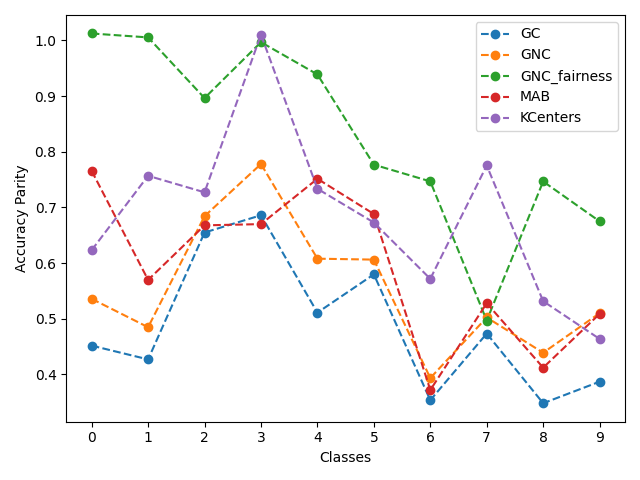 1.0
0.9
0.8
0.7
0.6
0.5
0.4
Accuracy Parity
GC
GNC
GNC_fairness
MAB
KCenters
0 1 2 3 4 5 6 7 8 9
Classes